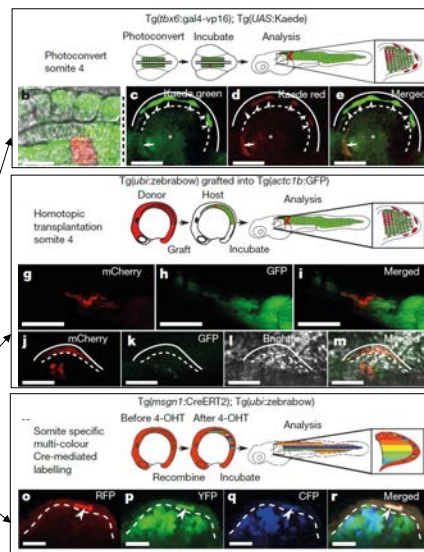 Tg(tbx6:gal4-vp16); Tg(UAS:Kaede)
Photoconvert Incubate Analysis
Photoconvert
somite 4
b c Kaede green d Kaede red e Merged
Tg(ubi:zebrabow) grafted into Tg(actc1b:GFP)
Donor Host Analysis
Homotopic
transplantation
somite 4
Graft Incubate
g mCherry h GFP i Merged
j mCherry k GFP l Brightfield m Merged
Tg(msgn1:CreERT2); Tg(ubi:zebrabow)
Before 4-OHT After 4-OHT Analysis
Somite specific
multi-colour
Cre-mediated
labelling
Recombine Incubate
o RFP p YFP q CFP r Merged